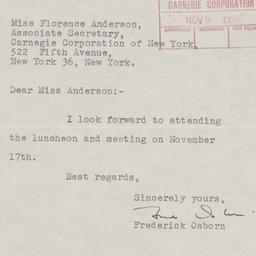 CARNEGIE CORPORATION
NOV 5
Miss Florence Anderson,
Associate Secretary,
Carnegie Corporation of New York,
522 Fifth Avenue,
New York 36, New York.
Dear Miss Anderson:-
I look forward to attending
the luncheon and meeting on November
17th.
Best regards,
Sincerely yours,
Frederick Osborn